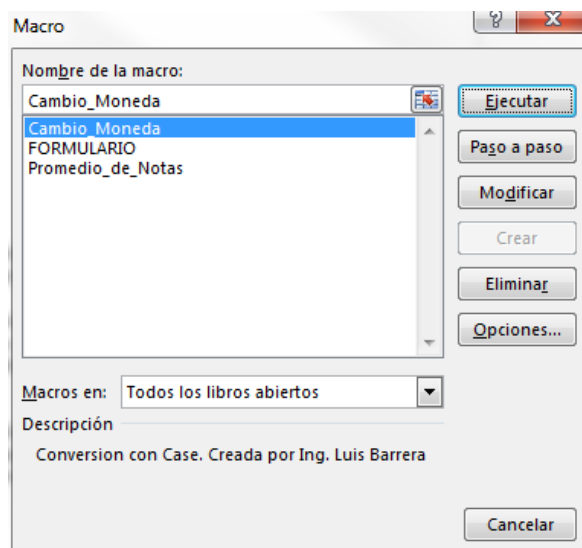 Macro
Nombre de la macro:
Cambio_Moneda
Ejecutar
Cambio_Moneda
FORMULARIO
Promedio_de_Notas
Paso a paso
Modificar
Crear
Eliminar
Opciones...
Macros en: Todos los libros abiertos
Descripción
Conversion con Case. Creada por Ing. Luis Barrera
Cancelar